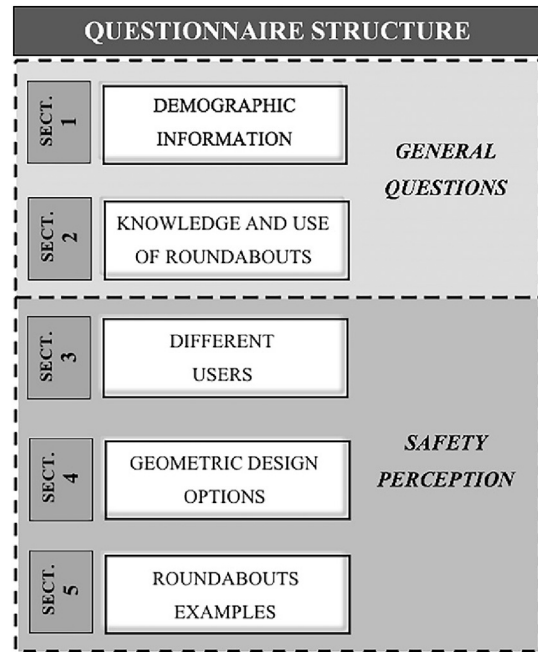 QUESTIONNAIRE STRUCTURE
SECT.
1
DEMOGRAPHIC
INFORMATION
SECT.
2
KNOWLEDGE AND USE
OF ROUNDABOUTS
GENERAL
QUESTIONS
SECT.
3
DIFFERENT
USERS
SECT.
4
GEOMETRIC DESIGN
OPTIONS
SECT.
5
ROUNDABOUTS
EXAMPLES
SAFETY
PERCEPTION